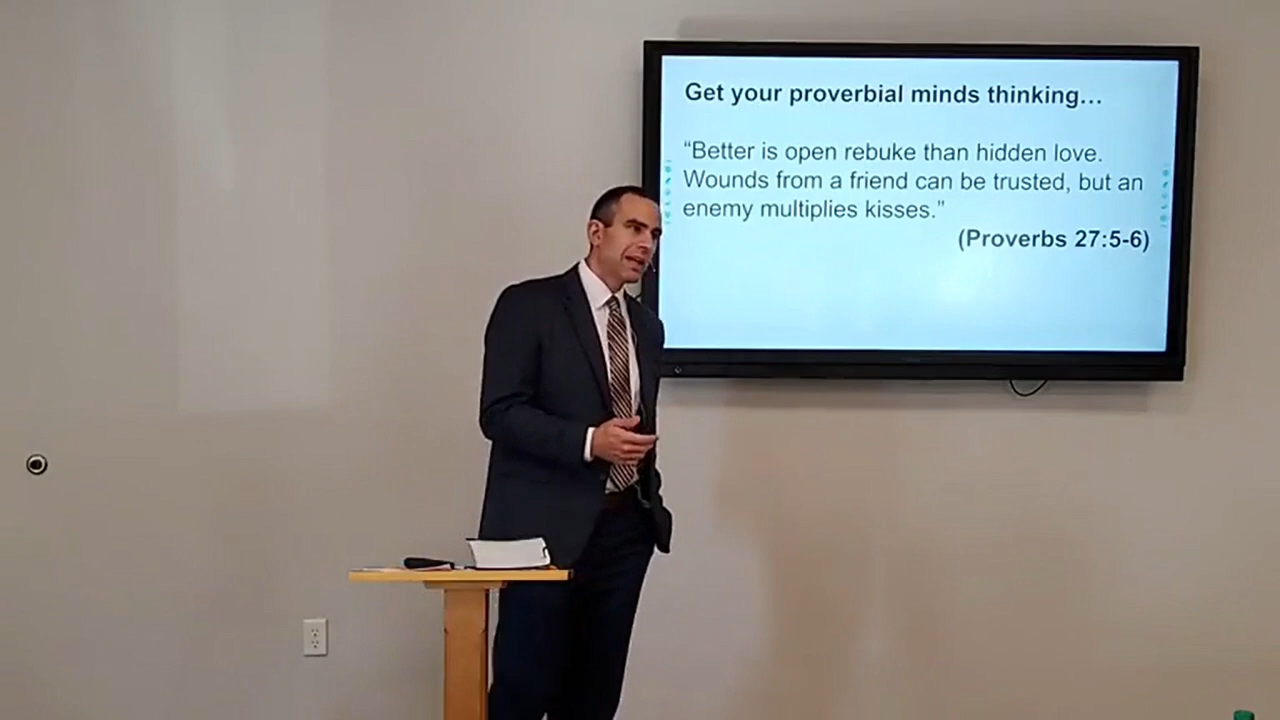 Get your proverbial minds thinking...
“Better is open rebuke than hidden love.
Wounds from a friend can be trusted, but an
enemy multiplies kisses."
(Proverbs 27:5-6)